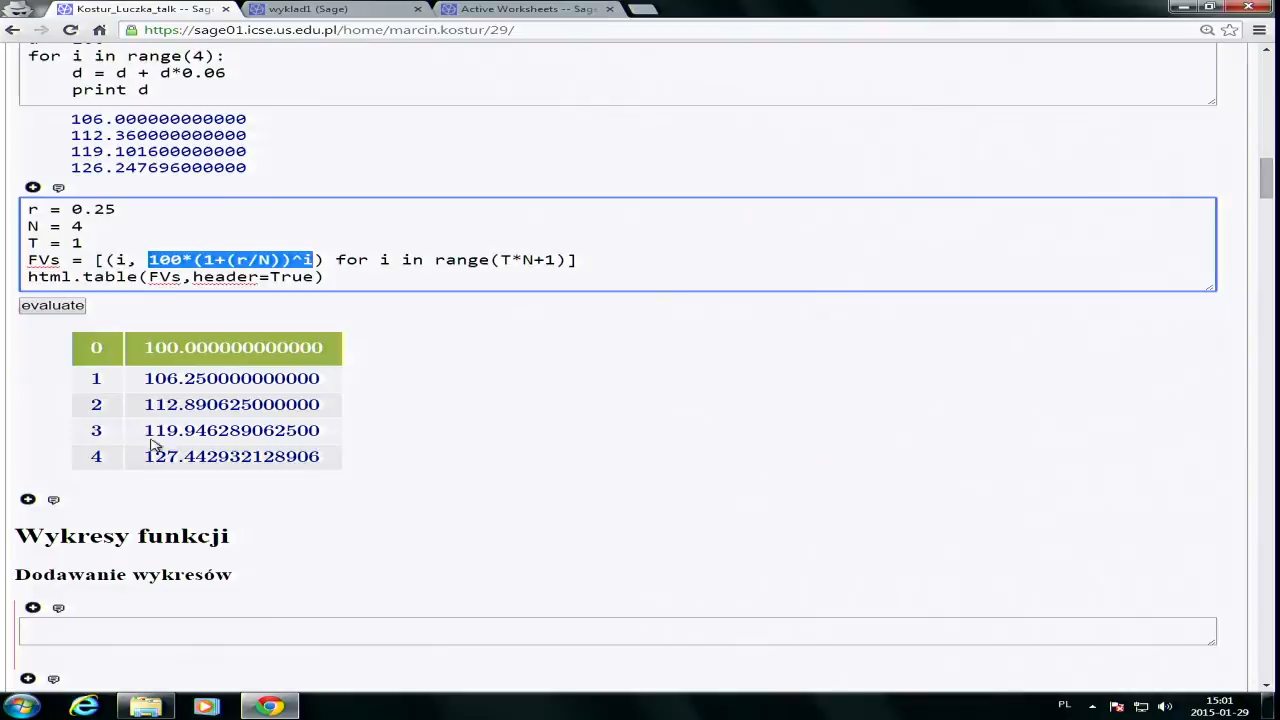 Kostur_Luczka_talk -- Sag
wyklad1 (Sage)
Active Worksheets -- Sage
https://sage01.icse.us.edu.pl/home/marcin.kostur/29/
for i in range(4):
d = d + d*0.06
print d
106.000000000000
112.360000000000
119.101600000000
126.247696000000
r = 0.25
N = 4
T = 1
FVs = [(i, 100*(1+(r/N))^i) for i in range(T*N+1)]
html.table(FVs,header=True)
evaluate
0 100.000000000000
1 106.250000000000
2 112.890625000000
3 119.946289062500
4 127.442932128906
Wykresy funkcji
Dodawanie wykresów
PL
15:01
2015-01-29